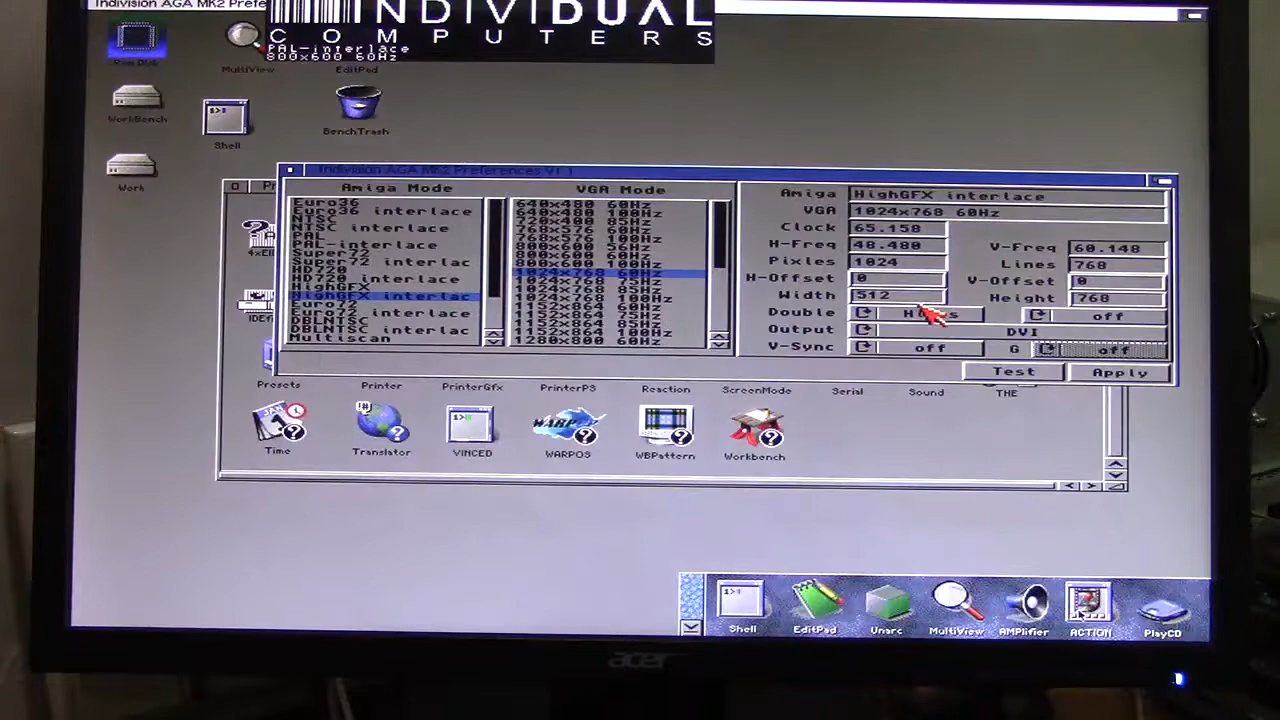 Indivision AGA MK2 Prefe
INDIVIDUAL
COMPUTERS
PAL-interlace
800x600 60Hz
Ram Disk
MultiView
EditPad
WorkBench
Shell
BenchTrash
Work
Indivision AGA MK2 Preferences V1.1
Pr
Amiga Mode
Euro36
Euro36 interlace
NTSC
NTSC interlace
PAL
PAL-interlace
Super72
Super72 interlac
HD720
HD720 interlace
HighGFX
HighGFX interlac
Euro72
Euro72 interlace
DBLNTSC
DBLNTSC interlac
Multiscan
VGA Mode
640x480 60Hz
640x480 100Hz
720x400 85Hz
768x576 60Hz
768x576 100Hz
800x600 56Hz
800x600 60Hz
800x600 100Hz
1024x768 60Hz
1024x768 75Hz
1024x768 85Hz
1024x768 100Hz
1152x864 60Hz
1152x864 75Hz
1152x864 85Hz
1152x864 100Hz
1280x800 60Hz
Amiga HighGFX interlace
VGA 1024x768 60Hz
Clock 65.158
H-Freq 48.480 V-Freq 60.148
Pixles 1024 Lines 768
H-Offset 0 V-Offset 0
Width 512 Height 768
Double off
Output DVI
V-Sync off G off
Test Apply
Presets Printer PrinterGfx PrinterPS Reaction ScreenMode Serial Sound THE
Time Translator VINCED WARPOS WBPattern Workbench
Shell EditPad Unarc MultiView AMPlifier ACTION PlayCD
acer